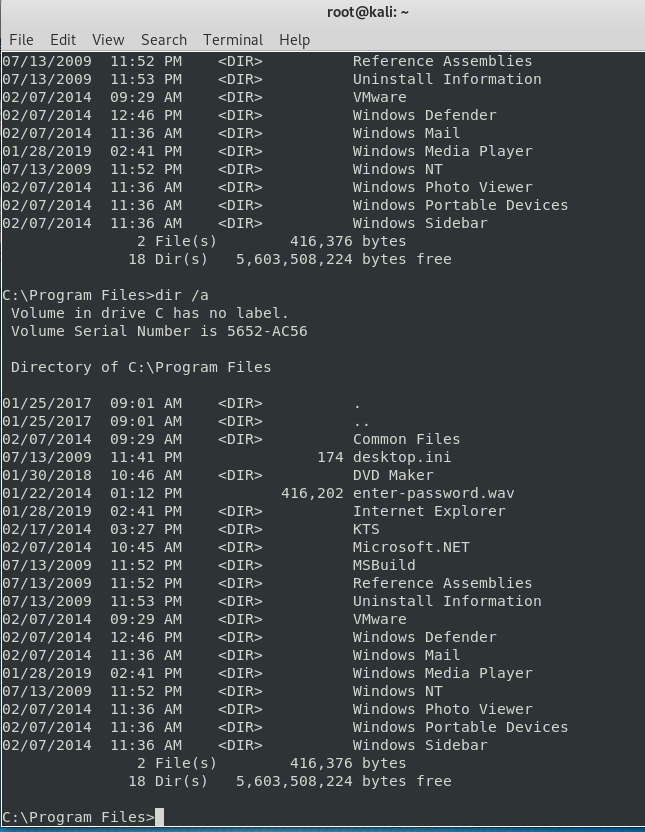 root@kali: ~
File Edit View Search Terminal Help
07/13/2009  11:52 PM    <DIR>          Reference Assemblies
07/13/2009  11:53 PM    <DIR>          Uninstall Information
02/07/2014  09:29 AM    <DIR>          VMware
02/07/2014  12:46 PM    <DIR>          Windows Defender
02/07/2014  11:36 AM    <DIR>          Windows Mail
01/28/2019  02:41 PM    <DIR>          Windows Media Player
07/13/2009  11:52 PM    <DIR>          Windows NT
02/07/2014  11:36 AM    <DIR>          Windows Photo Viewer
02/07/2014  11:36 AM    <DIR>          Windows Portable Devices
02/07/2014  11:36 AM    <DIR>          Windows Sidebar
               2 File(s)        416,376 bytes
              18 Dir(s)   5,603,508,224 bytes free
C:\Program Files>dir /a
 Volume in drive C has no label.
 Volume Serial Number is 5652-AC56
 Directory of C:\Program Files
01/25/2017  09:01 AM    <DIR>          .
01/25/2017  09:01 AM    <DIR>          ..
02/07/2014  09:29 AM    <DIR>          Common Files
07/13/2009  11:41 PM               174 desktop.ini
01/30/2018  10:46 AM    <DIR>          DVD Maker
01/22/2014  01:12 PM           416,202 enter-password.wav
01/28/2019  02:41 PM    <DIR>          Internet Explorer
02/17/2014  03:27 PM    <DIR>          KTS
02/07/2014  10:45 AM    <DIR>          Microsoft.NET
07/13/2009  11:52 PM    <DIR>          MSBuild
07/13/2009  11:52 PM    <DIR>          Reference Assemblies
07/13/2009  11:53 PM    <DIR>          Uninstall Information
02/07/2014  09:29 AM    <DIR>          VMware
02/07/2014  12:46 PM    <DIR>          Windows Defender
02/07/2014  11:36 AM    <DIR>          Windows Mail
01/28/2019  02:41 PM    <DIR>          Windows Media Player
07/13/2009  11:52 PM    <DIR>          Windows NT
02/07/2014  11:36 AM    <DIR>          Windows Photo Viewer
02/07/2014  11:36 AM    <DIR>          Windows Portable Devices
02/07/2014  11:36 AM    <DIR>          Windows Sidebar
               2 File(s)        416,376 bytes
              18 Dir(s)   5,603,508,224 bytes free
C:\Program Files>